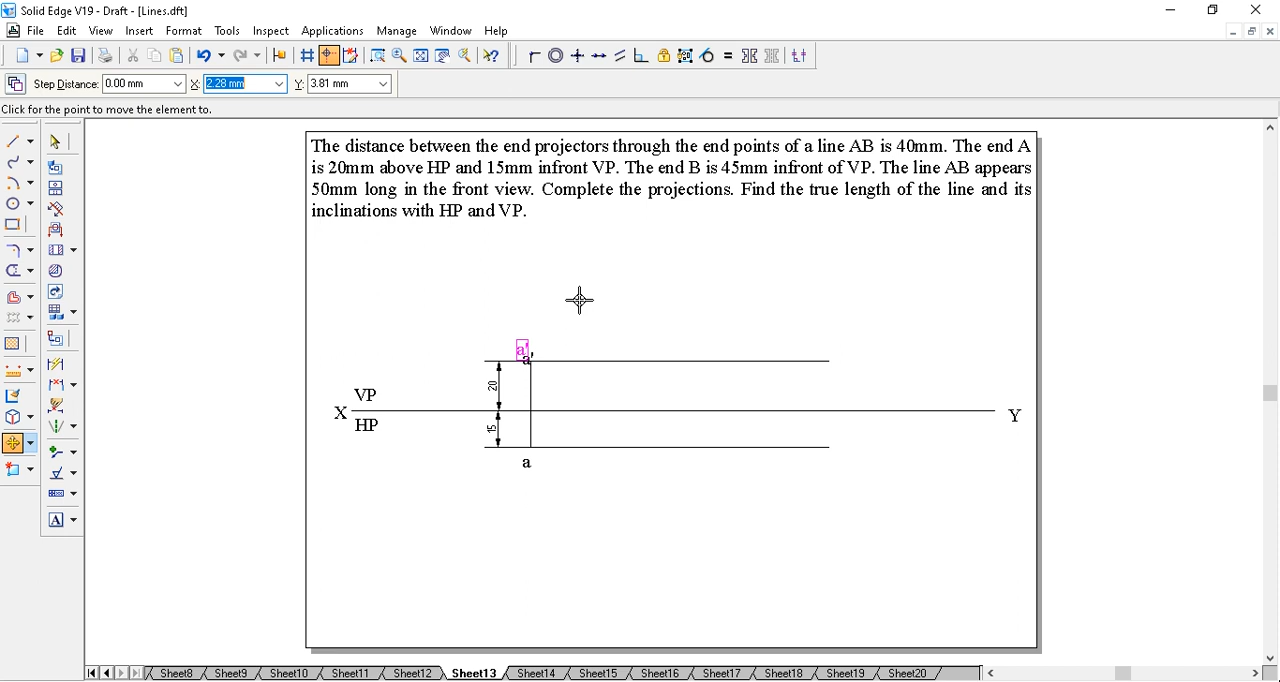 Solid Edge V19 - Draft - [Lines.dft]
File Edit View Insert Format Tools Inspect Applications Manage Window Help
Step Distance: 0.00 mm X: 2.28 mm Y: 3.81 mm
Click for the point to move the element to.
The distance between the end projectors through the end points of a line AB is 40mm. The end A
is 20mm above HP and 15mm infront VP. The end B is 45mm infront of VP. The line AB appears
50mm long in the front view. Complete the projections. Find the true length of the line and its
inclinations with HP and VP.
a'
a'
20
VP
X
Y
HP
15
a
A
Sheet8 Sheet9 Sheet10 Sheet11 Sheet12 Sheet13 Sheet14 Sheet15 Sheet16 Sheet17 Sheet18 Sheet19 Sheet20